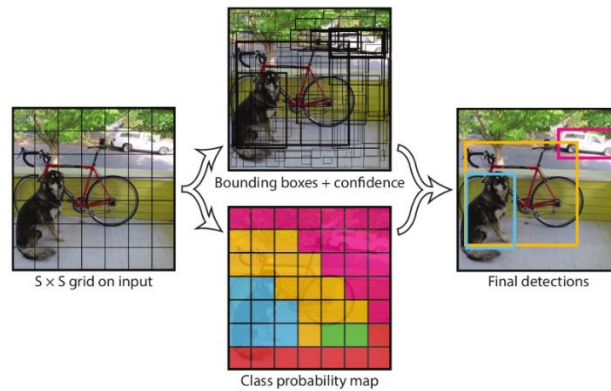 Bounding boxes + confidence
S × S grid on input
Final detections
Class probability map